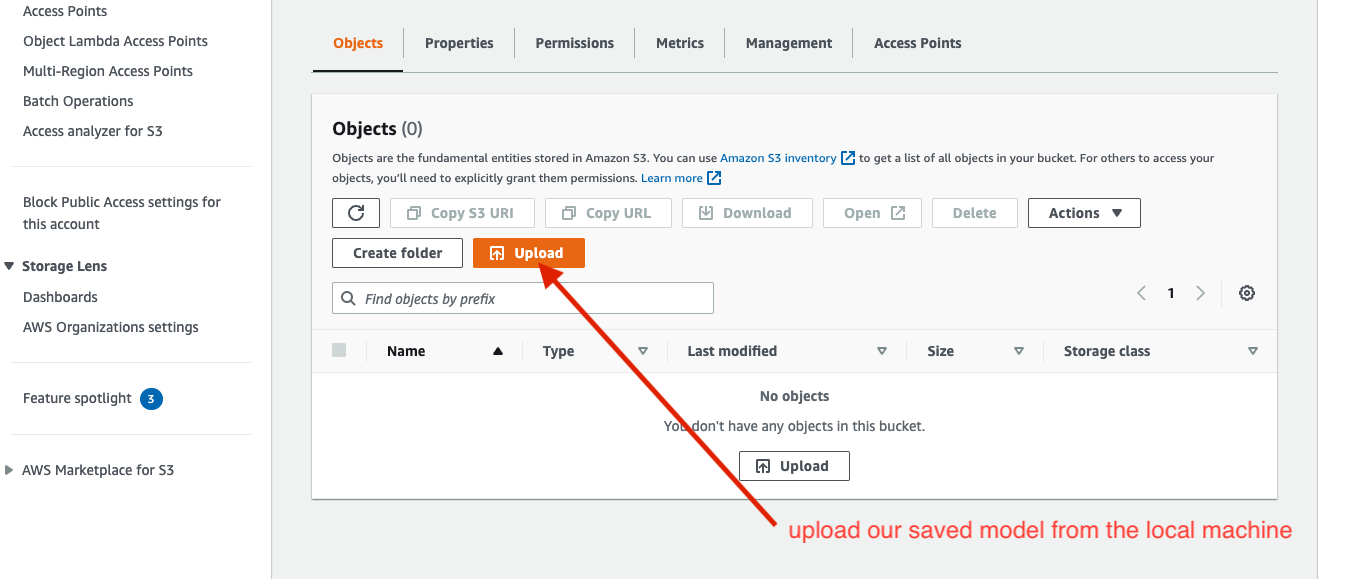 Access Points
Object Lambda Access Points
Multi-Region Access Points
Batch Operations
Access analyzer for S3
Block Public Access settings for
this account
Storage Lens
Dashboards
AWS Organizations settings
Feature spotlight 3
AWS Marketplace for S3
Objects Properties Permissions Metrics Management Access Points
Objects (0)
Objects are the fundamental entities stored in Amazon S3. You can use Amazon S3 inventory to get a list of all objects in your bucket. For others to access your
objects, you'll need to explicitly grant them permissions. Learn more
Copy S3 URI Copy URL Download Open Delete Actions
Create folder Upload
Find objects by prefix 1
Name Type Last modified Size Storage class
No objects
You don't have any objects in this bucket.
Upload
upload our saved model from the local machine